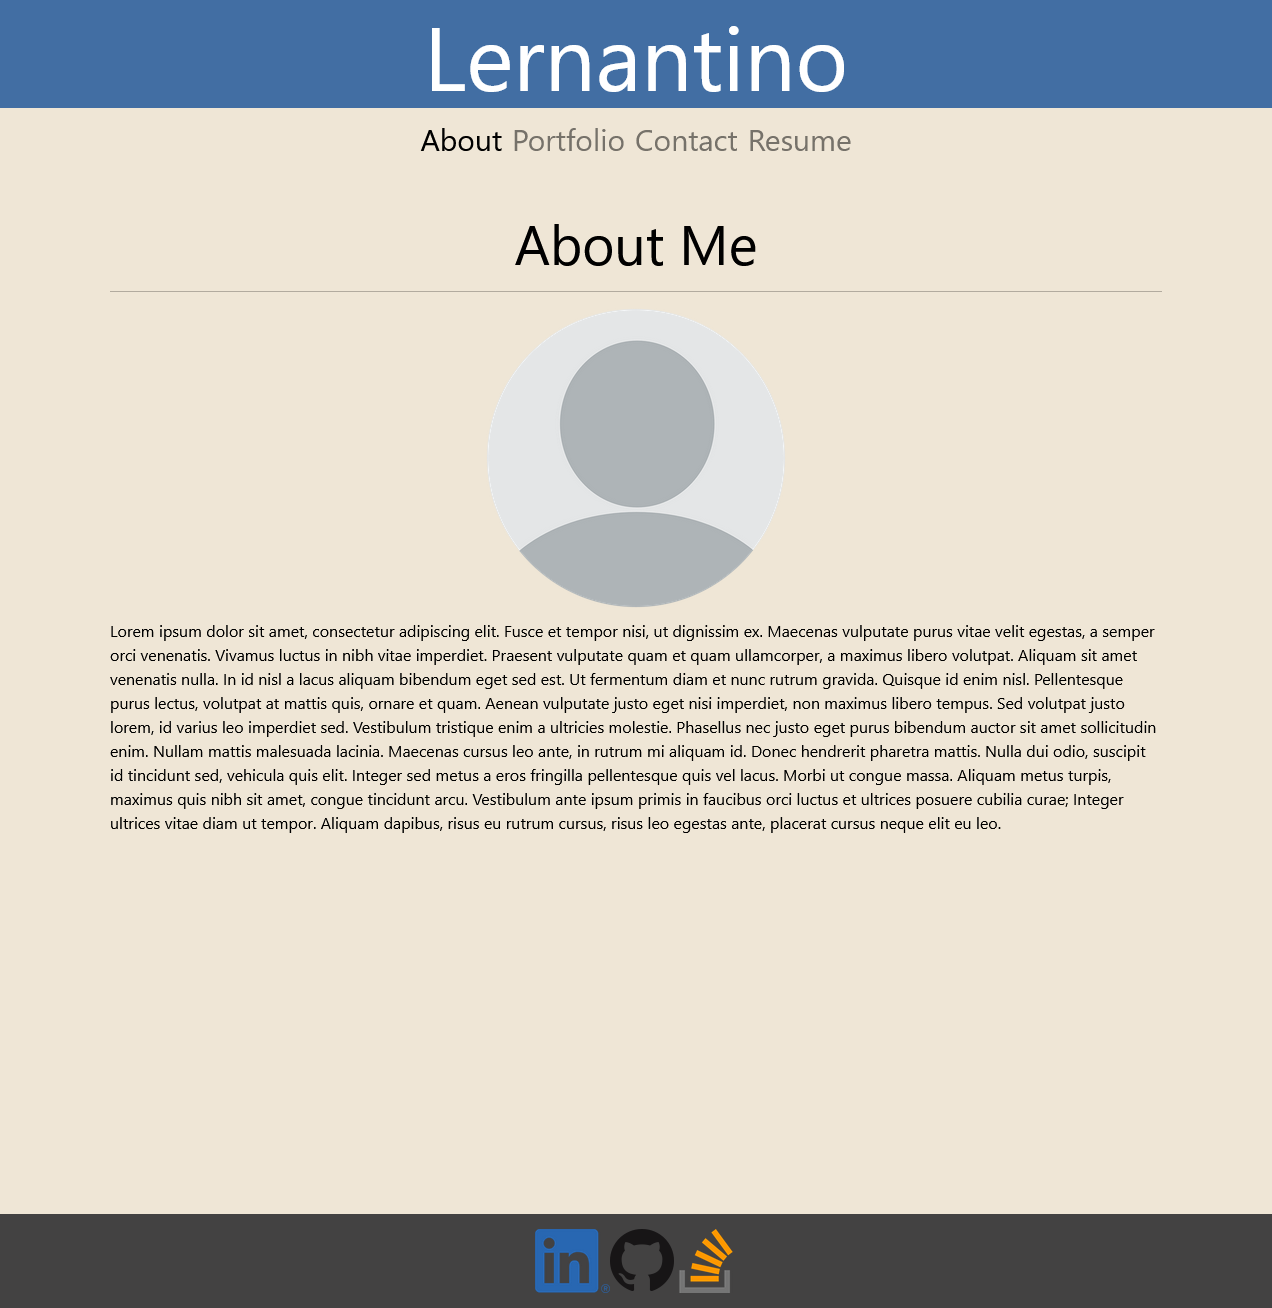 Lernantino
About Portfolio Contact Resume
About Me
Lorem ipsum dolor sit amet, consectetur adipiscing elit. Fusce et tempor nisi, ut dignissim ex. Maecenas vulputate purus vitae velit egestas, a semper
orci venenatis. Vivamus luctus in nibh vitae imperdiet. Praesent vulputate quam et quam ullamcorper, a maximus libero volutpat. Aliquam sit amet
venenatis nulla. In id nisl a lacus aliquam bibendum eget sed est. Ut fermentum diam et nunc rutrum gravida. Quisque id enim nisl. Pellentesque
purus lectus, volutpat at mattis quis, ornare et quam. Aenean vulputate justo eget nisi imperdiet, non maximus libero tempus. Sed volutpat justo
lorem, id varius leo imperdiet sed. Vestibulum tristique enim a ultricies molestie. Phasellus nec justo eget purus bibendum auctor sit amet sollicitudin
enim. Nullam mattis malesuada lacinia. Maecenas cursus leo ante, in rutrum mi aliquam id. Donec hendrerit pharetra mattis. Nulla dui odio, suscipit
id tincidunt sed, vehicula quis elit. Integer sed metus a eros fringilla pellentesque quis vel lacus. Morbi ut congue massa. Aliquam metus turpis,
maximus quis nibh sit amet, congue tincidunt arcu. Vestibulum ante ipsum primis in faucibus orci luctus et ultrices posuere cubilia curae; Integer
ultrices vitae diam ut tempor. Aliquam dapibus, risus eu rutrum cursus, risus leo egestas ante, placerat cursus neque elit eu leo.
in